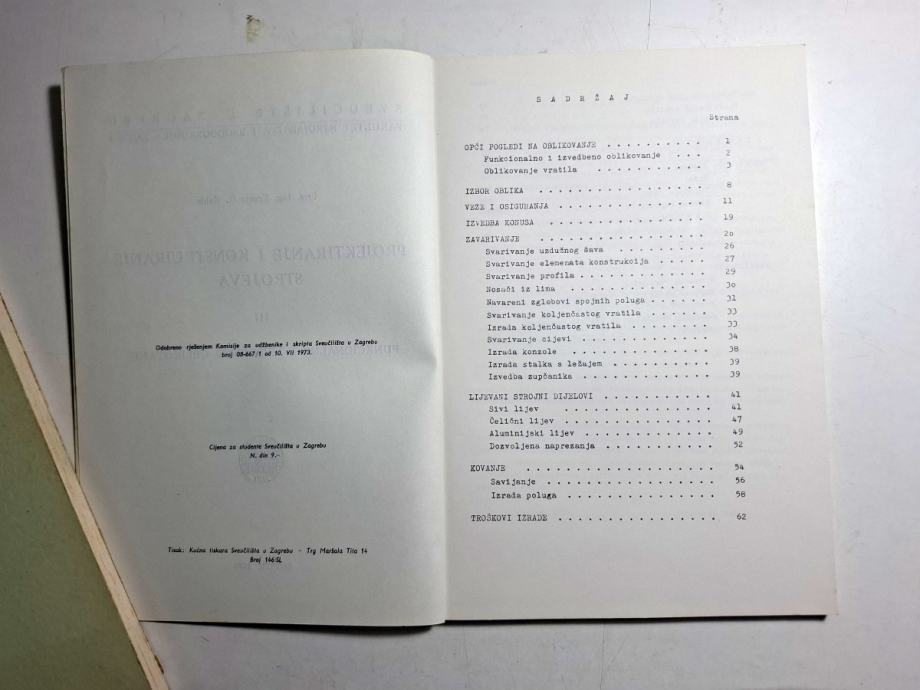 Odobreno rješenjem Komisije za odžbenike i skripta Sveučilišta u Zagrebu
broj 08-667/1 od 10. VII 1973.
Cijena za studente Sveučilišta u Zagrebu
N. din 9.-
Tisak: Kućna tiskara Sveučilišta u Zagrebu - Trg Maršala Tita 14
Broj 146-SL
S A D R Ž A J
Strana
OPĆI POGLEDI NA OBLIKOVANJE . . . . . . . . . . 1
Funkcionalno i izvedbeno oblikovanje . . . 2
Oblikovanje vratila . . . . . . . . . . . 3
IZBOR OBLIKA . . . . . . . . . . . . . . . . . 8
VEZE I OSIGURANJA . . . . . . . . . . . . . . . 11
IZVEDBA KONUSA . . . . . . . . . . . . . . . . 19
ZAVARIVANJE . . . . . . . . . . . . . . . . . 20
Svarivanje uzdužnog šava . . . . . . . . . 26
Svarivanje elemenata konstrukcija . . . . . 27
Svarivanje profila . . . . . . . . . . . . 29
Nosači iz lima . . . . . . . . . . . . . . 30
Navareni zglobovi spojnih poluga . . . . . . 31
Svarivanje koljenčastog vratila . . . . . . 33
Izrada koljenčastog vratila . . . . . . . . 33
Svarivanje cijevi . . . . . . . . . . . . 34
Izrada konzole . . . . . . . . . . . . . . 38
Izrada stalka s ležajem . . . . . . . . . . 39
Izvedba zupčanika . . . . . . . . . . . . 39
LIJEVANI STROJNI DIJELOVI . . . . . . . . . . . 41
Sivi lijev . . . . . . . . . . . . . . . 41
Čelični lijev . . . . . . . . . . . . . . 47
Aluminijski lijev . . . . . . . . . . . . 49
Dozvoljena naprezanja . . . . . . . . . . 52
KOVANJE . . . . . . . . . . . . . . . . . . 54
Savijanje . . . . . . . . . . . . . . . . 56
Izrada poluga . . . . . . . . . . . . . . 58
TROŠKOVI IZRADE . . . . . . . . . . . . . . . 62